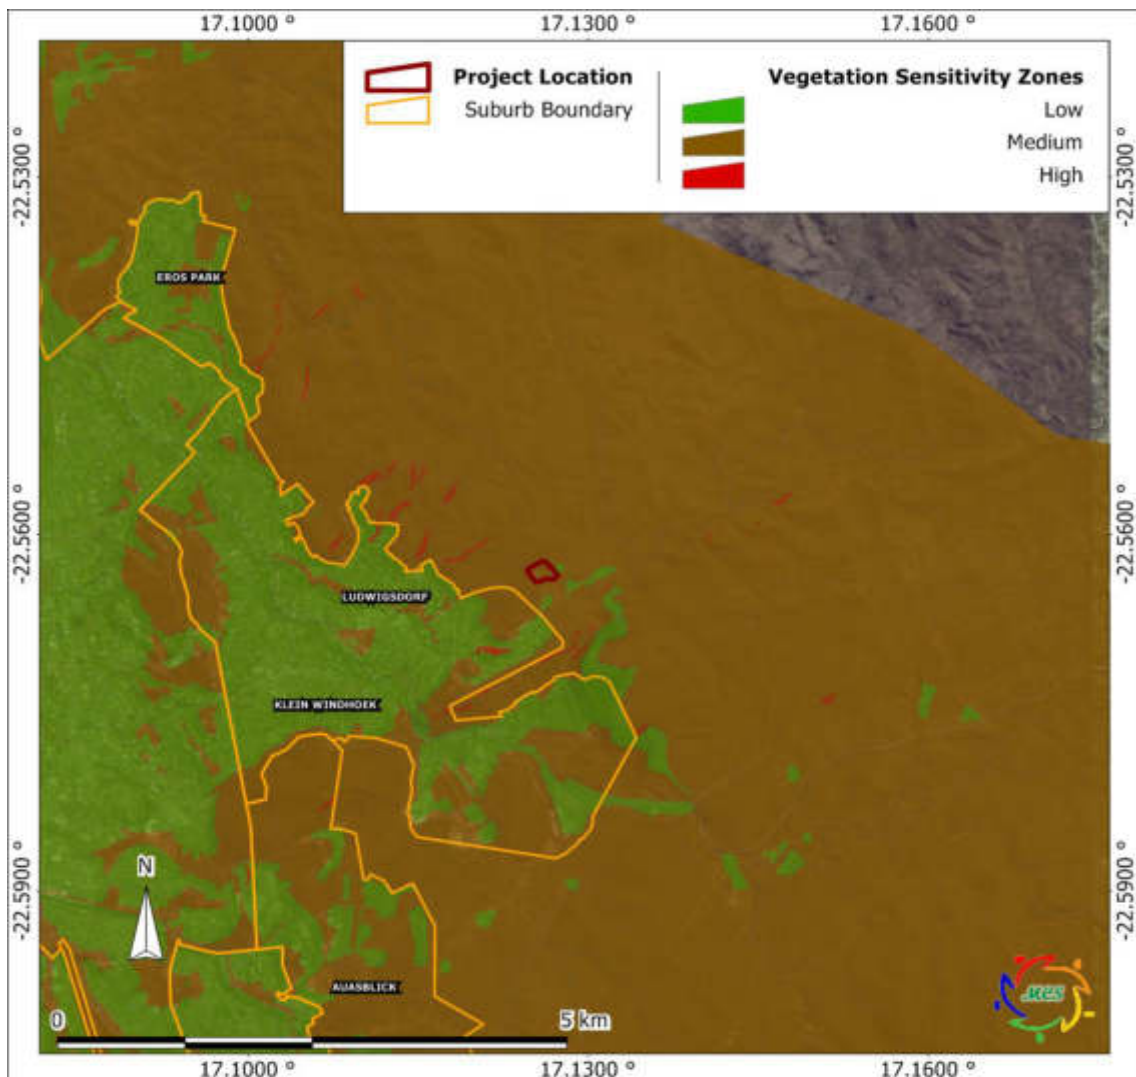 17.1000 °
17.1300 °
17.1600 °
Project Location
Suburb Boundary
Vegetation Sensitivity Zones
Low
Medium
High
-22.5300 °
-22.5300 °
EROS PARK
-22.5600 °
-22.5600 °
LUDWIGSDORF
KLEIN WINDHOEK
N
-22.5900 °
-22.5900 °
AUASBLICK
0
5 km
17.1000 °
17.1300 °
17.1600 °